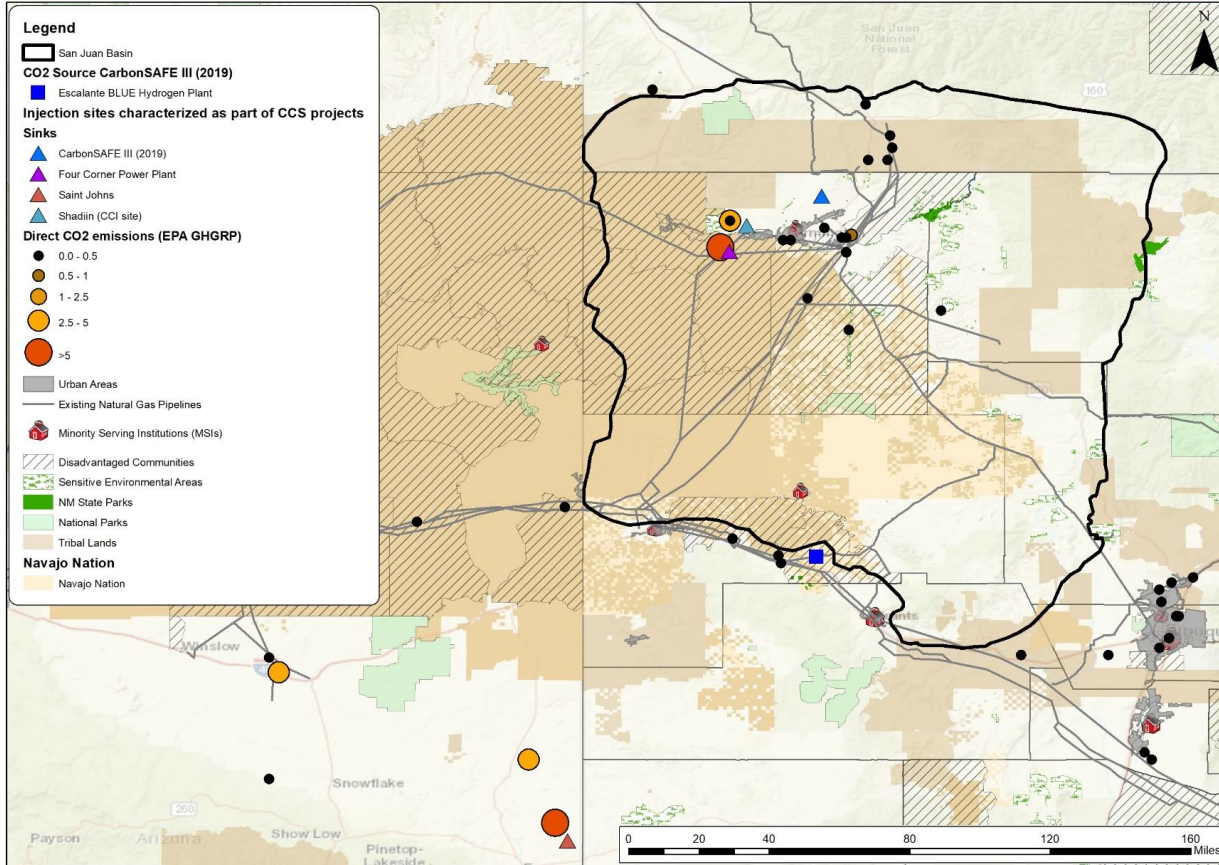 Legend
San Juan Basin
CO2 Source CarbonSAFE III (2019)
Escalante BLUE Hydrogen Plant
Injection sites characterized as part of CCS projects
Sinks
CarbonSAFE III (2019)
Four Corner Power Plant
Saint Johns
Shadiin (CCI site)
Direct CO2 emissions (EPA GHGRP)
0.0 - 0.5
0.5 - 1
1 - 2.5
2.5 - 5
>5
Urban Areas
Existing Natural Gas Pipelines
Minority Serving Institutions (MSIs)
Disadvantaged Communities
Sensitive Environmental Areas
NM State Parks
National Parks
Tribal Lands
Navajo Nation
Navajo Nation
San Juan
National
Forest
N
160
Winslow
Snowflake
260
Show Low
Payson
Arizona
Pinetop-
Lakeside
0 20 40 80 120 160
Miles